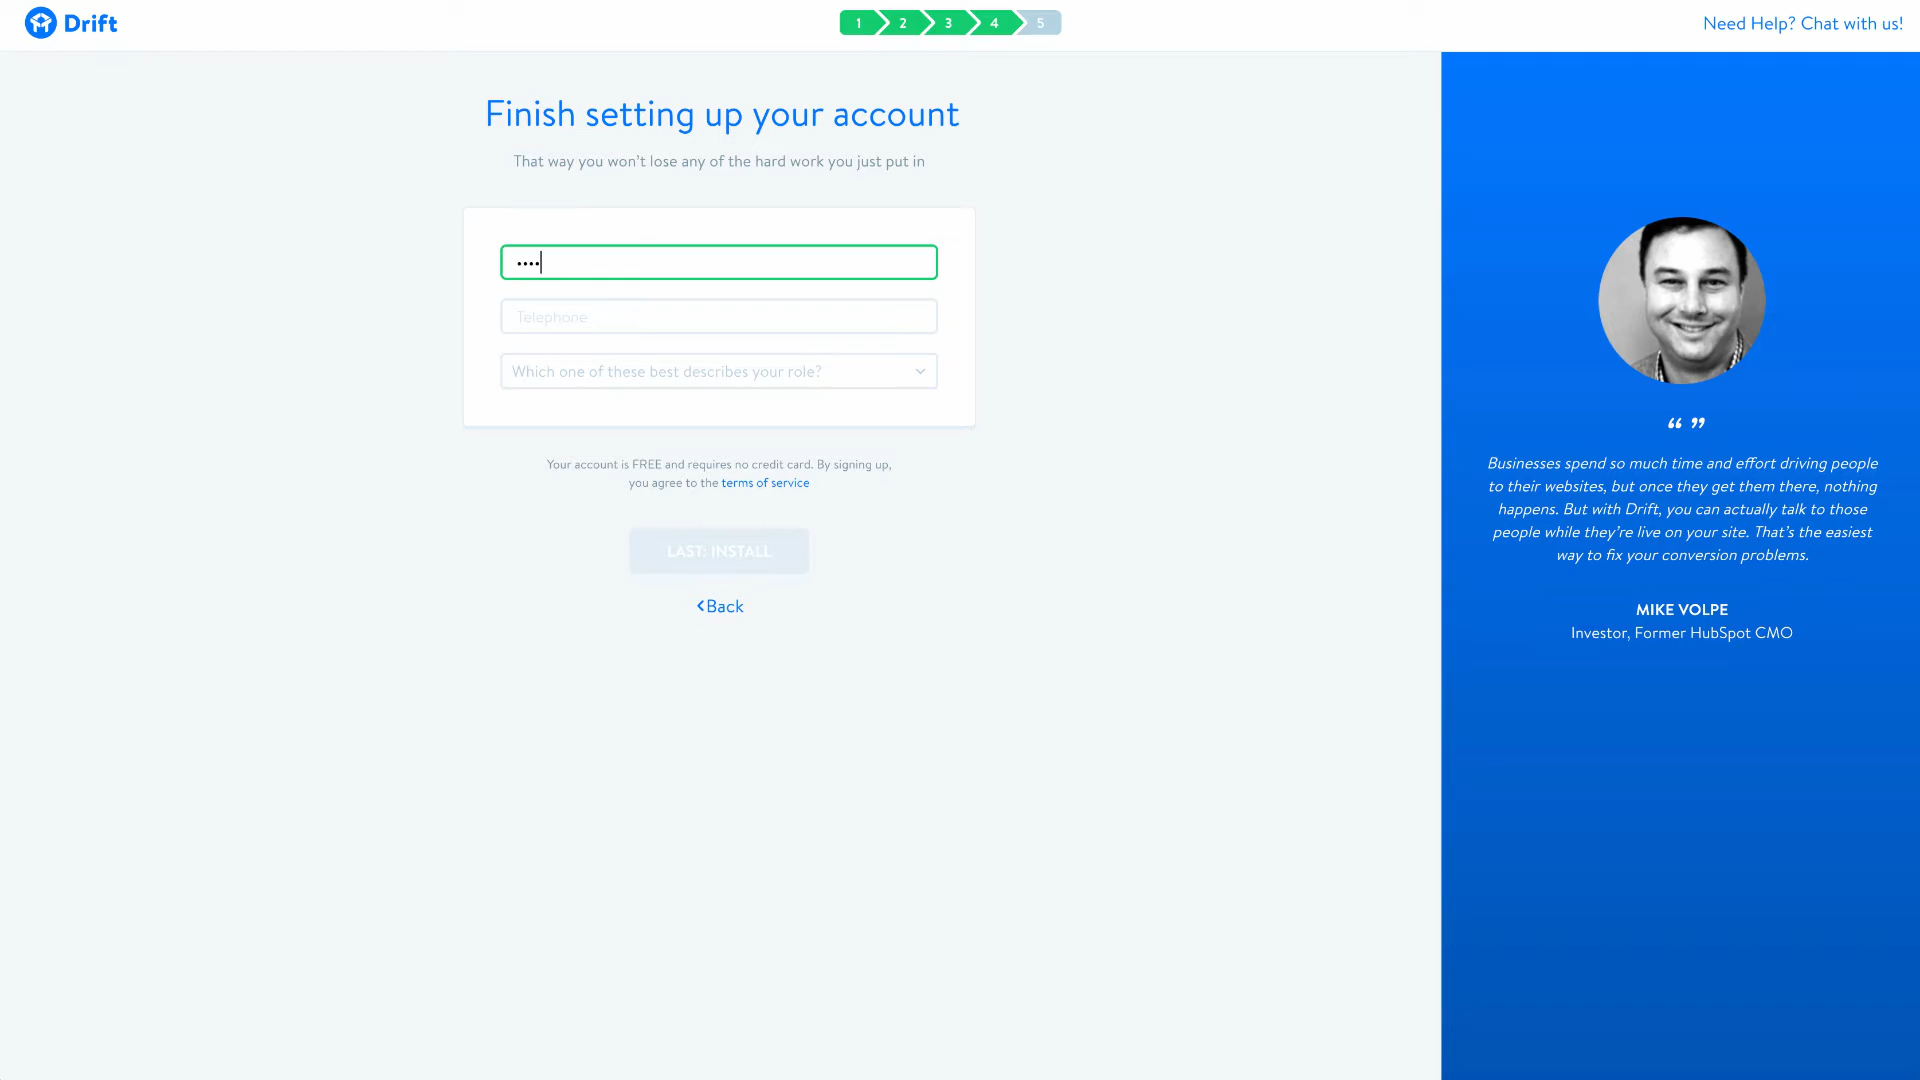 Drift
1 2 3 4 5
Need Help? Chat with us!
Finish setting up your account
That way you won't lose any of the hard work you just put in
••••
Telephone
Which one of these best describes your role?
Your account is FREE and requires no credit card. By signing up,
you agree to the terms of service
LAST: INSTALL
Back
“ ”
Businesses spend so much time and effort driving people
to their websites, but once they get them there, nothing
happens. But with Drift, you can actually talk to those
people while they're live on your site. That's the easiest
way to fix your conversion problems.
MIKE VOLPE
Investor, Former HubSpot CMO